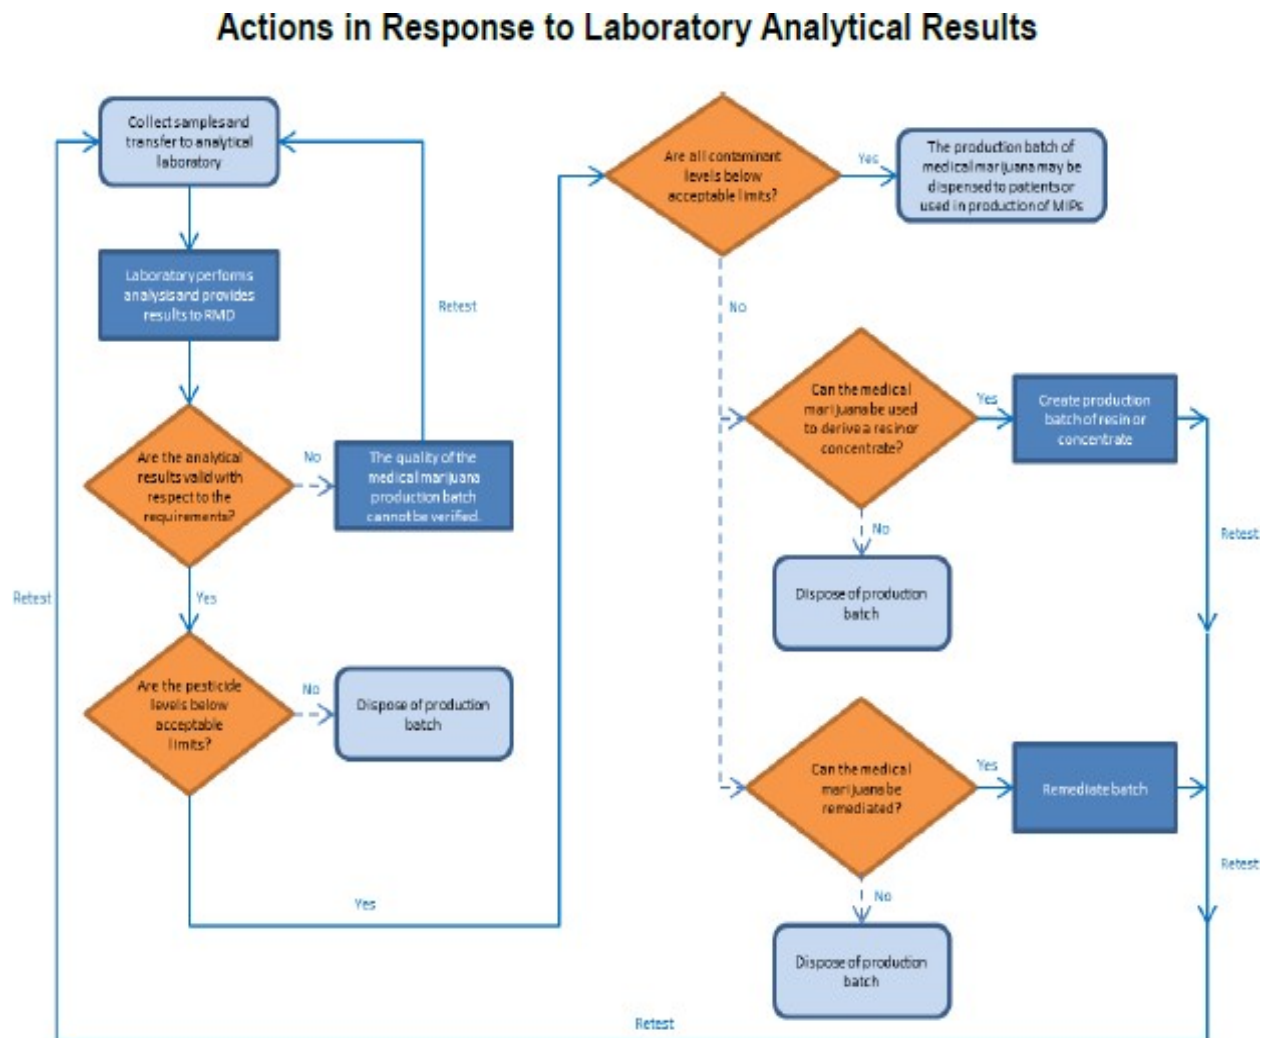 Actions in Response to Laboratory Analytical Results
Collect samples and
transfer to analytical
laboratory
Laboratory performs
analysis and provides
results to RMD
Retest
Are the analytical
results valid with
respect to the
requirements?
No
The quality of the
medical marijuana
production batch
cannot be verified.
Retest
Yes
Are the pesticide
levels below
acceptable
limits?
No
Dispose of production
batch
Yes
Are all contaminant
levels below
acceptable limits?
Yes
The production batch of
medical marijuana may be
dispensed to patients or
used in production of MIPs
No
Can the medical
marijuana be used
to derive a resin or
concentrate?
Yes
Create production
batch of resin or
concentrate
No
Dispose of production
batch
Retest
Can the medical
marijuana be
remediated?
Yes
Remediate batch
No
Dispose of production
batch
Retest
Retest